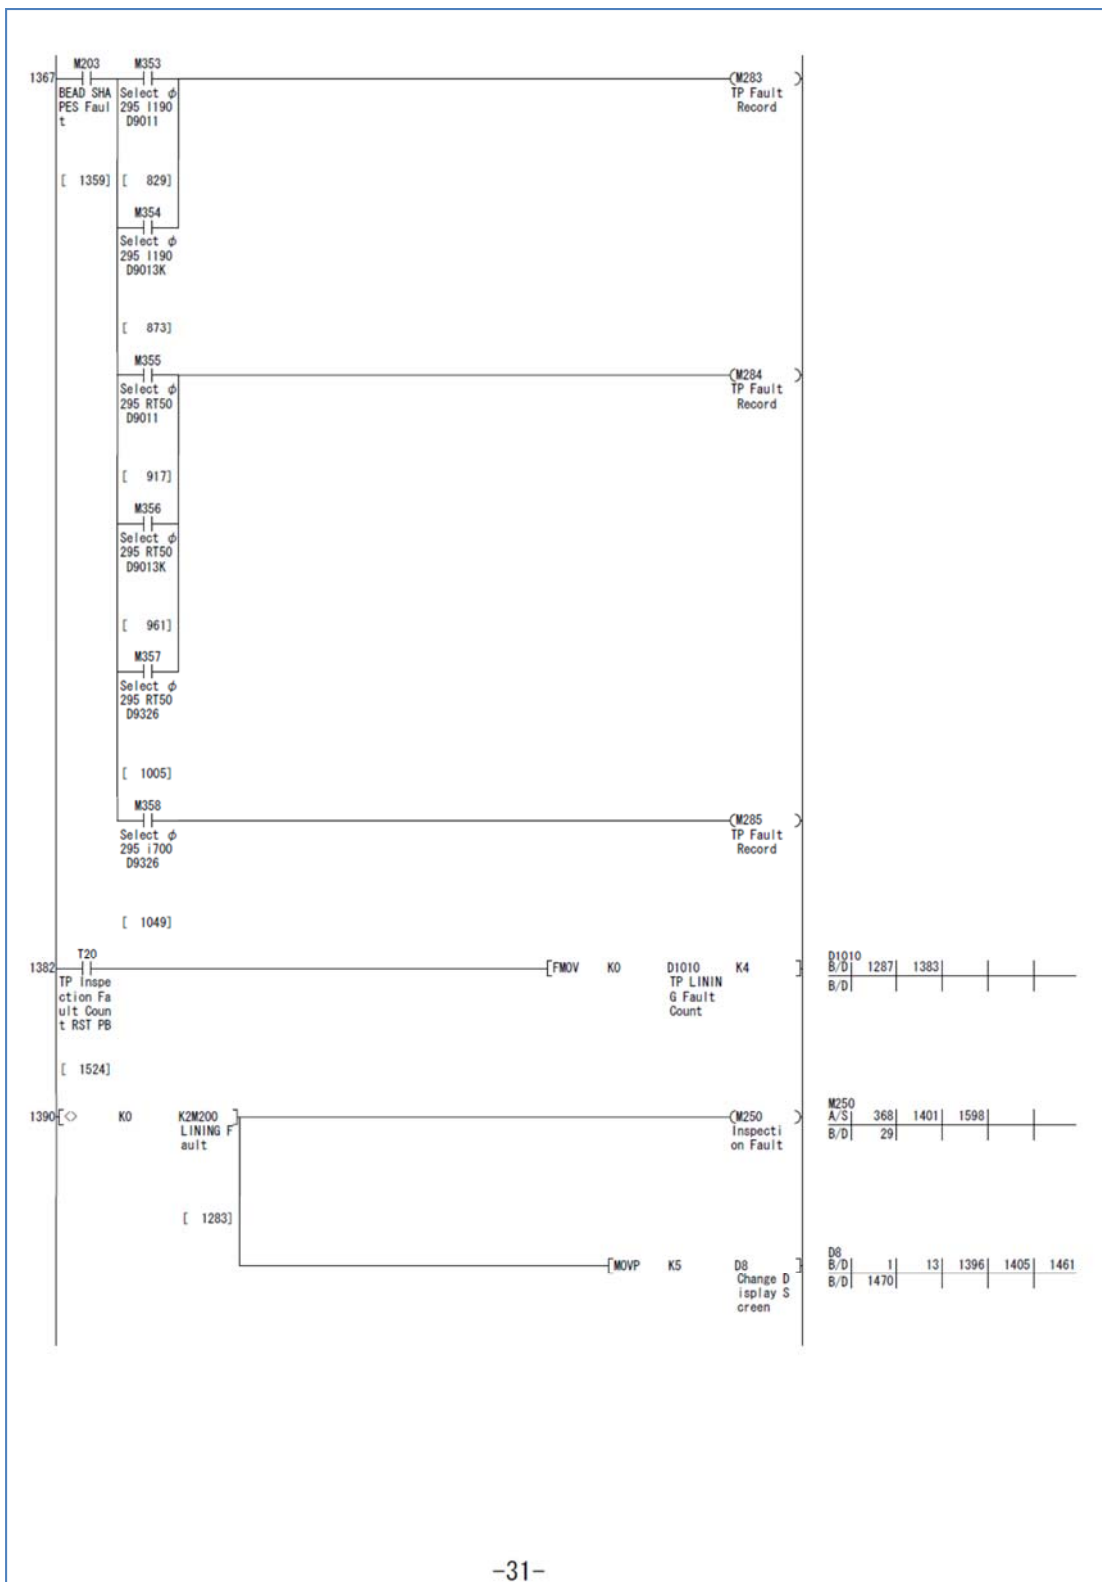 M203 M353
1367 (M283 )
BEAD SHA Select φ TP Fault
PES Faul 295 I190 Record
t D9011
[ 1359] [ 829]
M354
Select φ
295 I190
D9013K
[ 873]
M355
(M284 )
Select φ TP Fault
295 RT50 Record
D9011
[ 917]
M356
Select φ
295 RT50
D9013K
[ 961]
M357
Select φ
295 RT50
D9326
[ 1005]
M358
(M285 )
Select φ TP Fault
295 i700 Record
D9326
[ 1049]
T20 D1010
1382 [FMOV K0 D1010 K4 ] B/D| 1287| 1383|
TP Inspe TP LININ B/D|
ction Fa G Fault
ult Coun Count
t RST PB
[ 1524]
M250
1390 [<> K0 K2M200 ] (M250 ) A/S| 368| 1401| 1598|
LINING F Inspecti B/D| 29|
ault on Fault
[ 1283]
D8
[MOVP K5 D8 ] B/D| 1| 13| 1396| 1405| 1461
Change D B/D| 1470|
isplay S
creen
-31-